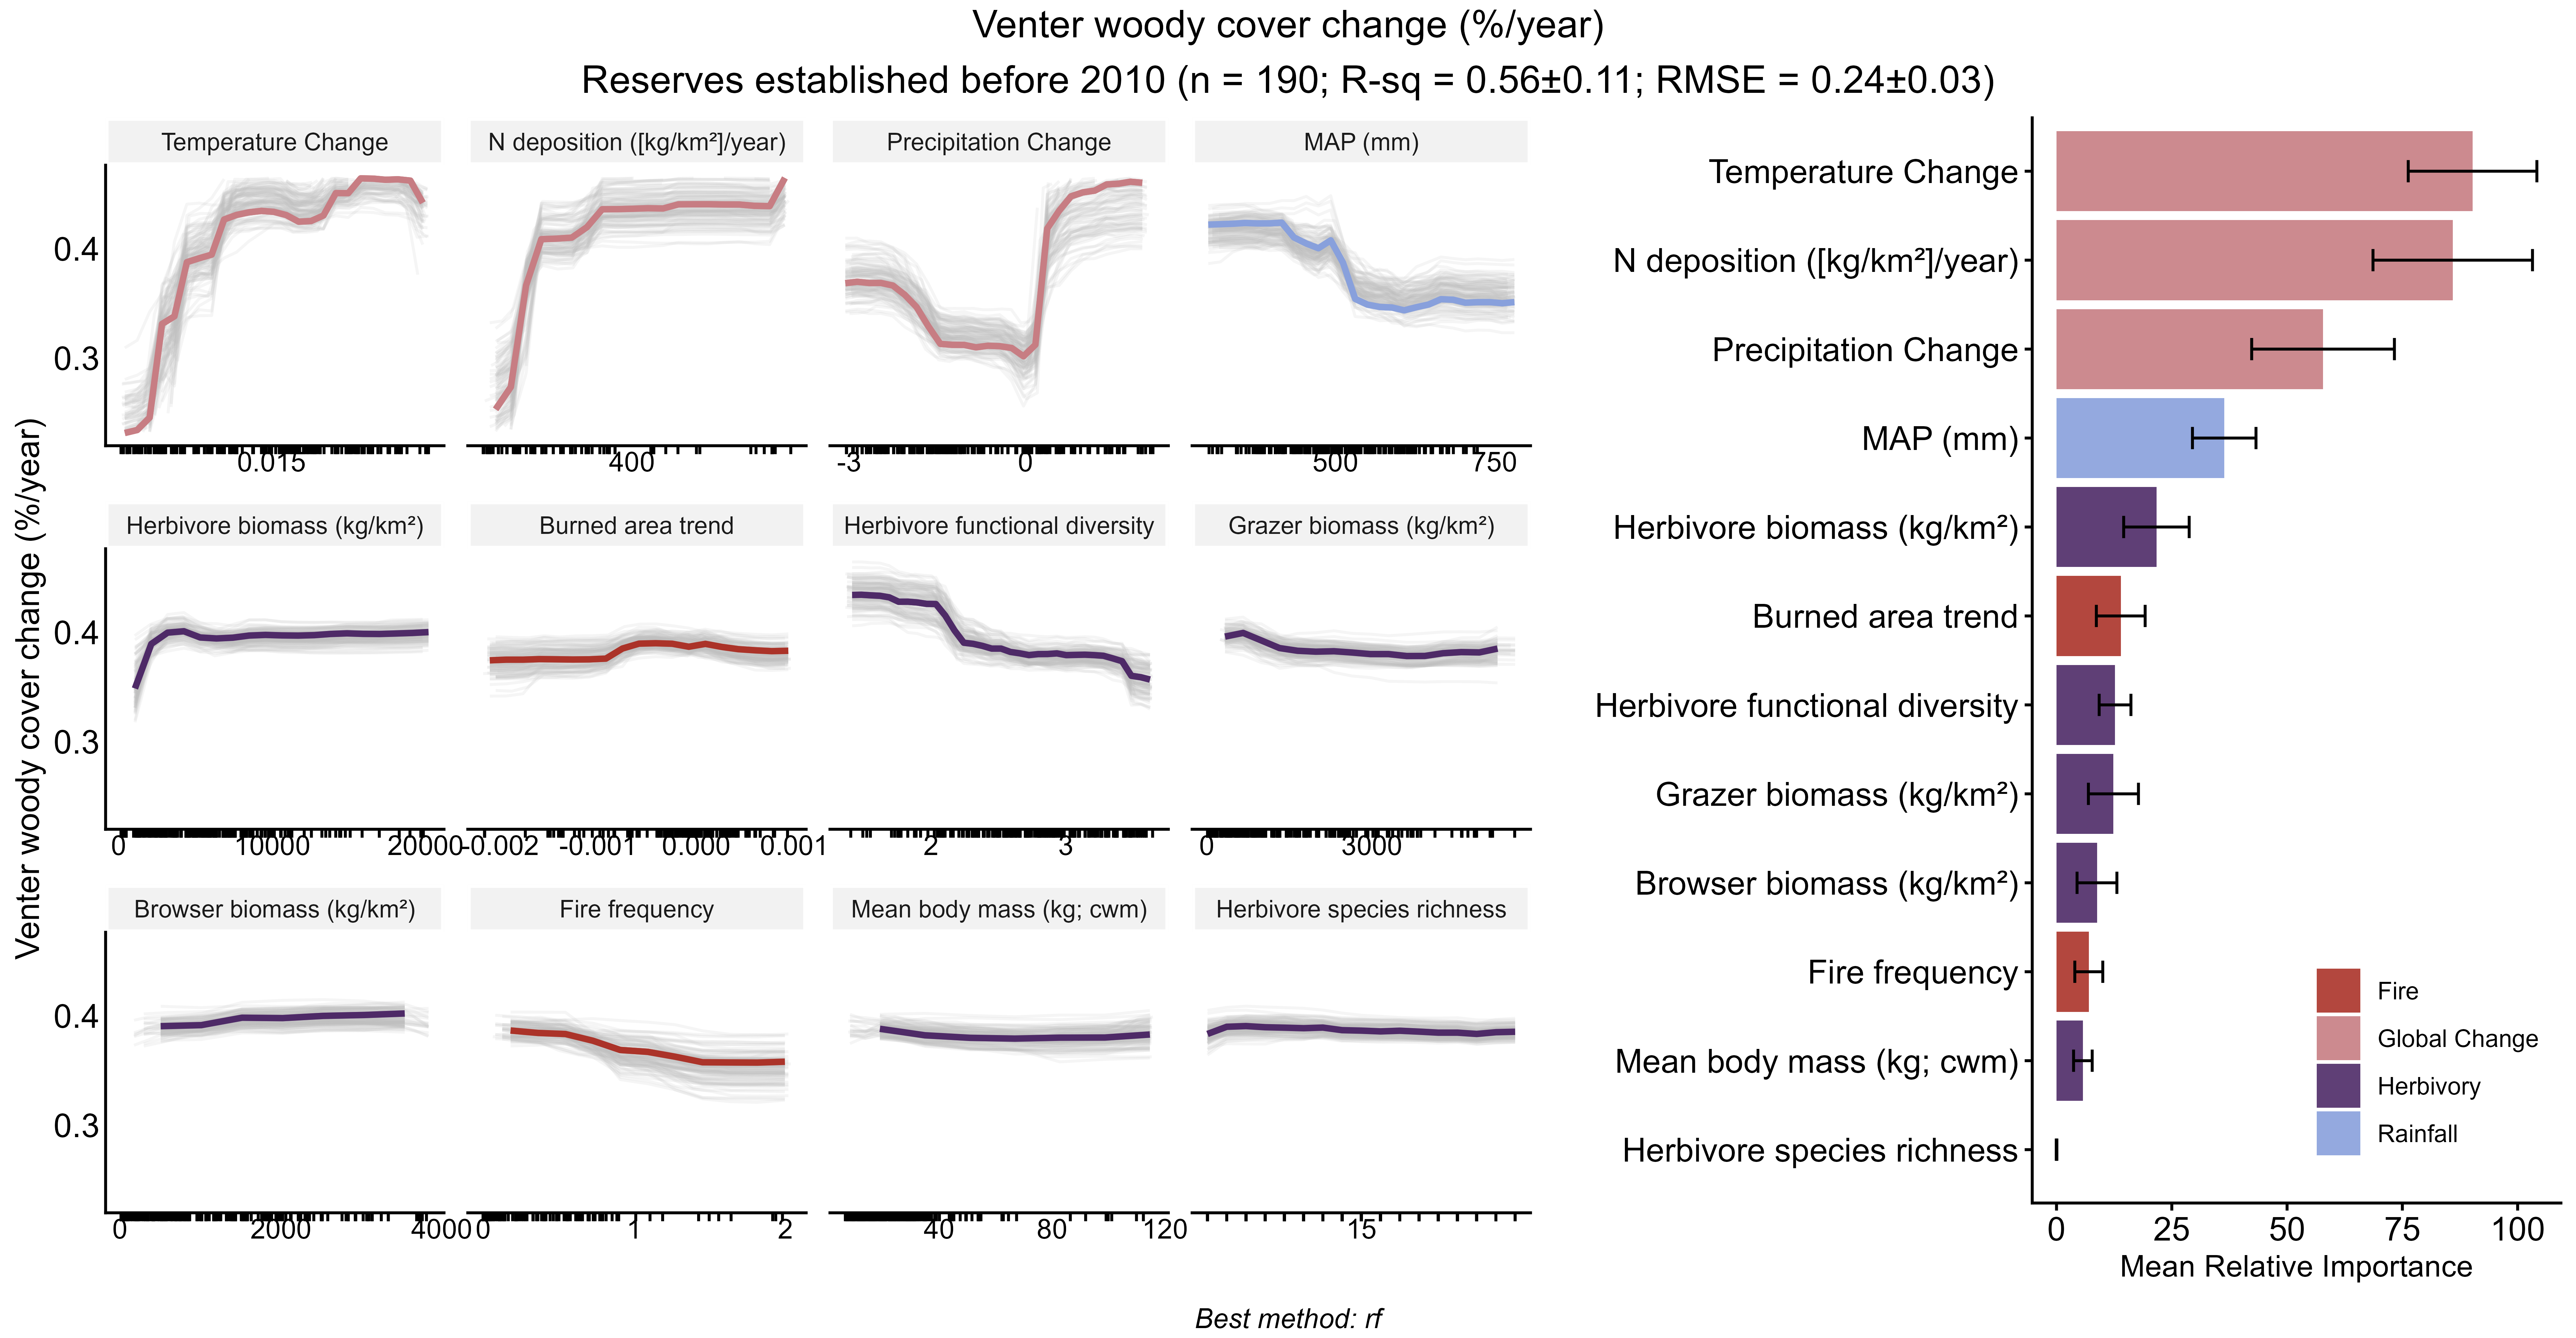 Venter woody cover change (%/year)
Reserves established before 2010 (n = 190; R-sq = 0.56±0.11; RMSE = 0.24±0.03)
Venter woody cover change (%/year)
Temperature Change
N deposition ([kg/km²]/year)
Precipitation Change
MAP (mm)
0.4
0.3
0.015
400
-3 0
500 750
Herbivore biomass (kg/km²)
Burned area trend
Herbivore functional diversity
Grazer biomass (kg/km²)
0.4
0.3
0 10000 20000
-0.002 -0.001 0.000 0.001
2 3
0 3000
Browser biomass (kg/km²)
Fire frequency
Mean body mass (kg; cwm)
Herbivore species richness
0.4
0.3
0 2000 4000
0 1 2
40 80 120
15
Temperature Change
N deposition ([kg/km²]/year)
Precipitation Change
MAP (mm)
Herbivore biomass (kg/km²)
Burned area trend
Herbivore functional diversity
Grazer biomass (kg/km²)
Browser biomass (kg/km²)
Fire frequency
Mean body mass (kg; cwm)
Herbivore species richness
0 25 50 75 100
Mean Relative Importance
Fire
Global Change
Herbivory
Rainfall
Best method: rf